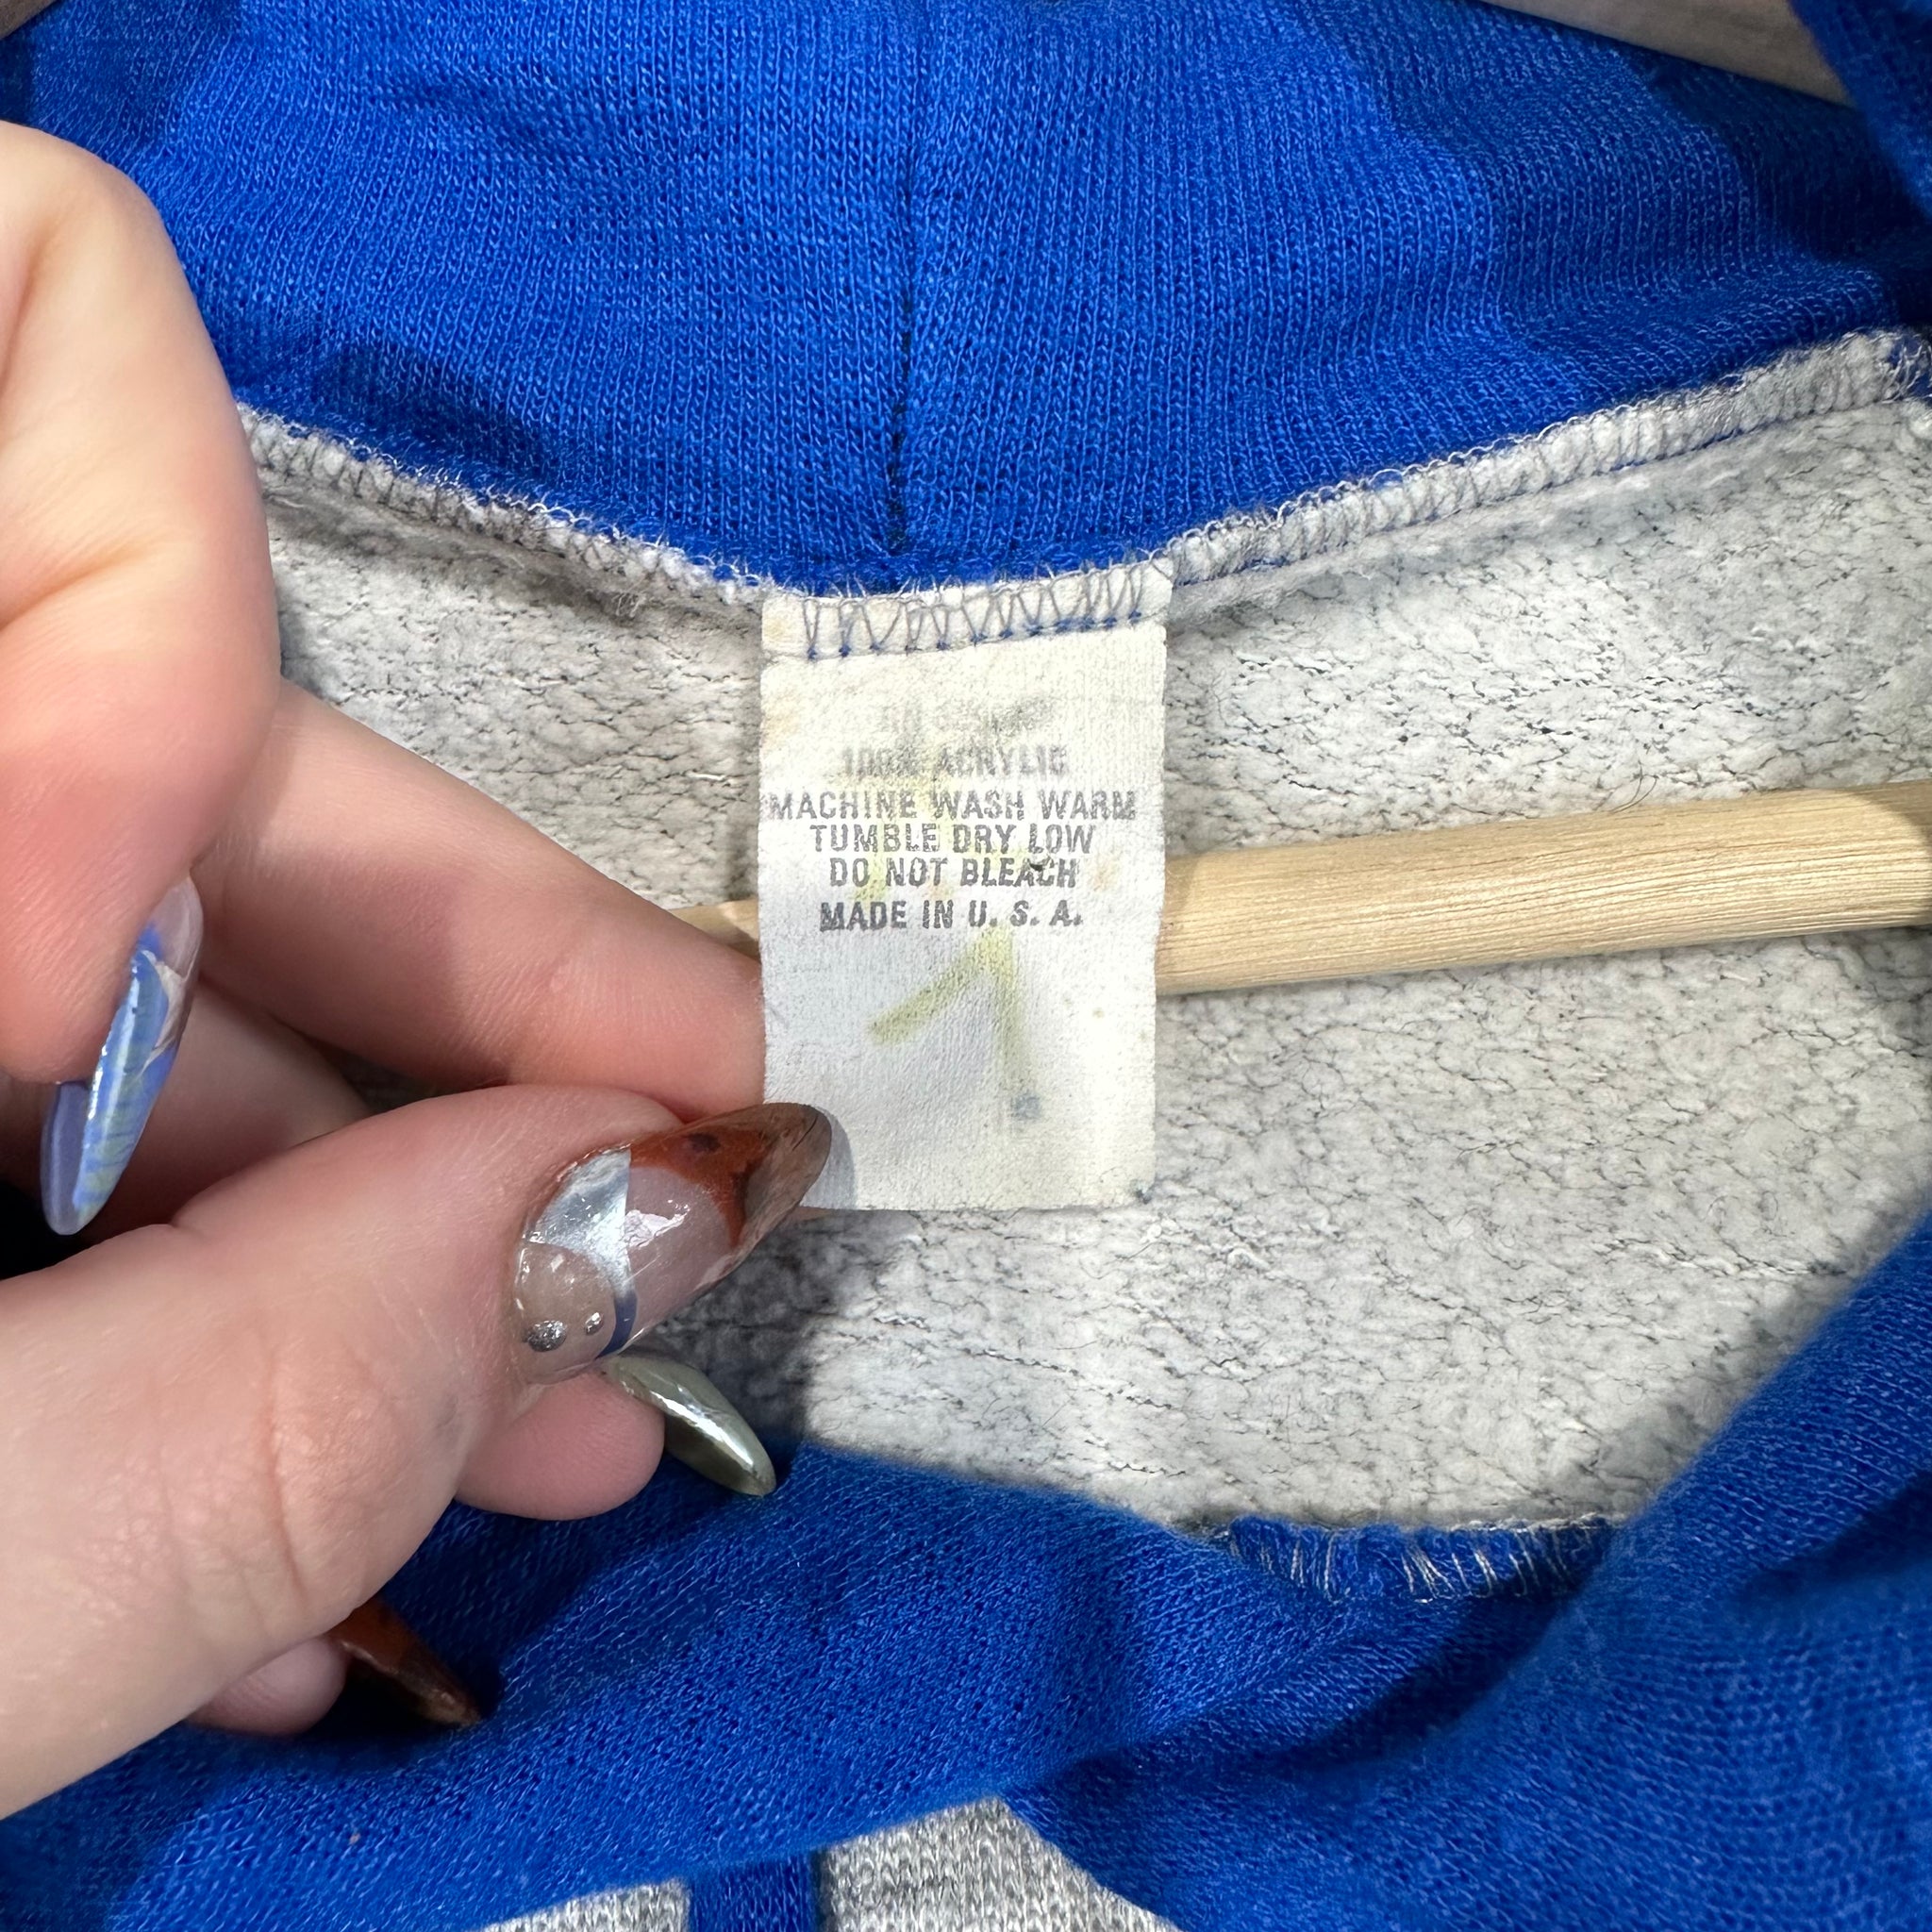 100% ACRYLIC
MACHINE WASH WARM
TUMBLE DRY LOW
DO NOT BLEACH
MADE IN U. S. A.